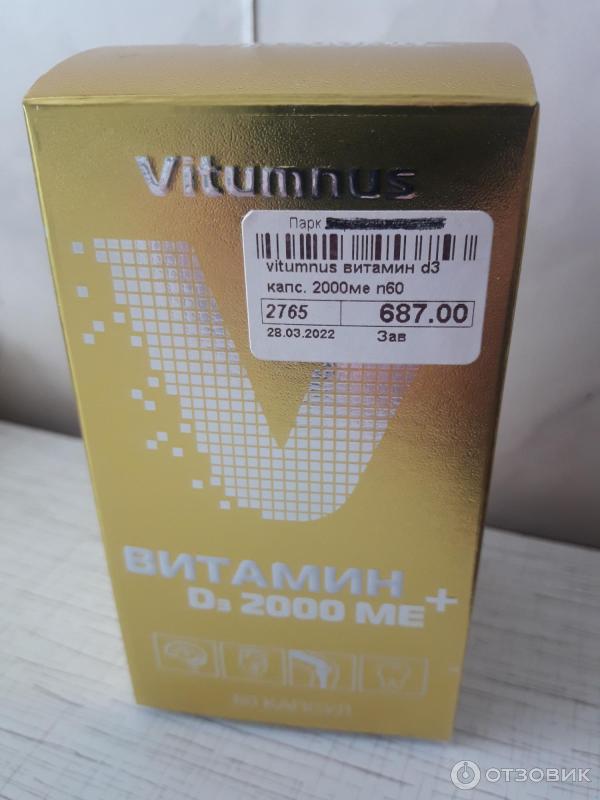 Vitumnus
Парк
vitumnus витамин d3
капс. 2000ме n60
2765 687.00
28.03.2022 Зав
ВИТАМИН
D₃ 2000 МЕ+
60 КАПСУЛ
ОТЗОВИК